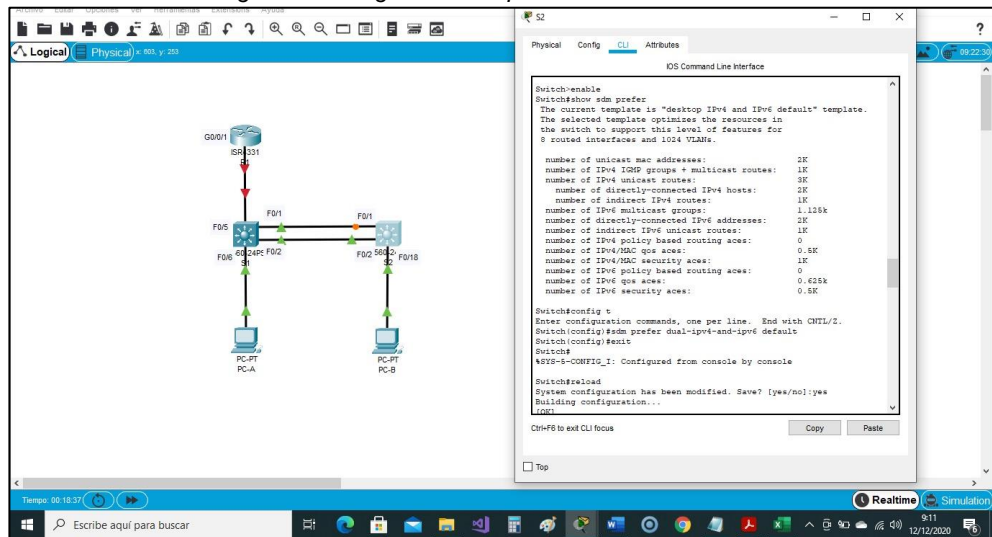 Archivo Editar Opciones Ver Herramientas Extensiones Ayuda
Logical
Physical x: 603, y: 253
09:22:30
G0/0/1
ISR4331
R1
F0/5
F0/1
F0/1
F0/6
F0/2
F0/2
F0/18
S1
S2
PC-PT
PC-A
PC-PT
PC-B
S2
Physical Config CLI Attributes
IOS Command Line Interface
Switch>enable
Switch#show sdm prefer
The current template is "desktop IPv4 and IPv6 default" template.
The selected template optimizes the resources in
the switch to support this level of features for
8 routed interfaces and 1024 VLANs.
number of unicast mac addresses: 2K
number of IPv4 IGMP groups + multicast routes: 1K
number of IPv4 unicast routes: 3K
number of directly-connected IPv4 hosts: 2K
number of indirect IPv4 routes: 1K
number of IPv6 multicast groups: 1.125k
number of directly-connected IPv6 addresses: 2K
number of indirect IPv6 unicast routes: 1K
number of IPv4 policy based routing aces: 0
number of IPv4/MAC qos aces: 0.5K
number of IPv4/MAC security aces: 1K
number of IPv6 policy based routing aces: 0
number of IPv6 qos aces: 0.625k
number of IPv6 security aces: 0.5K
Switch#config t
Enter configuration commands, one per line. End with CNTL/Z.
Switch(config)#sdm prefer dual-ipv4-and-ipv6 default
Switch(config)#exit
Switch#
%SYS-5-CONFIG_I: Configured from console by console
Switch#reload
System configuration has been modified. Save? [yes/no]:yes
Building configuration...
[OK]
Ctrl+F6 to exit CLI focus
Copy Paste
Top
Tiempo: 00:18:37
Realtime Simulation
Escribe aquí para buscar
9:11
12/12/2020